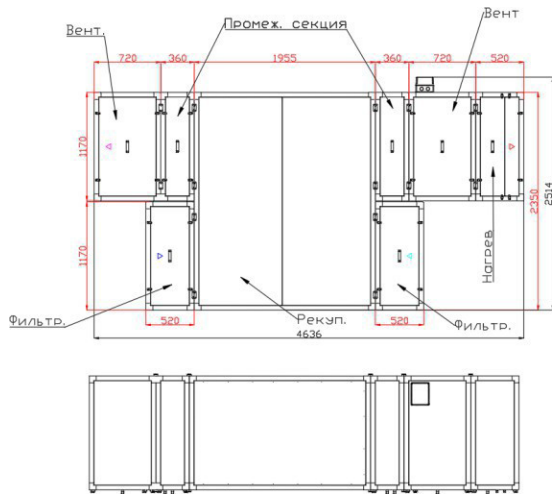 Вент.
Промеж. секция
Вент
720
360
1955
360
720
520
1170
1170
2350
2514
Нагрев
Фильтр.
520
Рекуп.
520
Фильтр.
4636